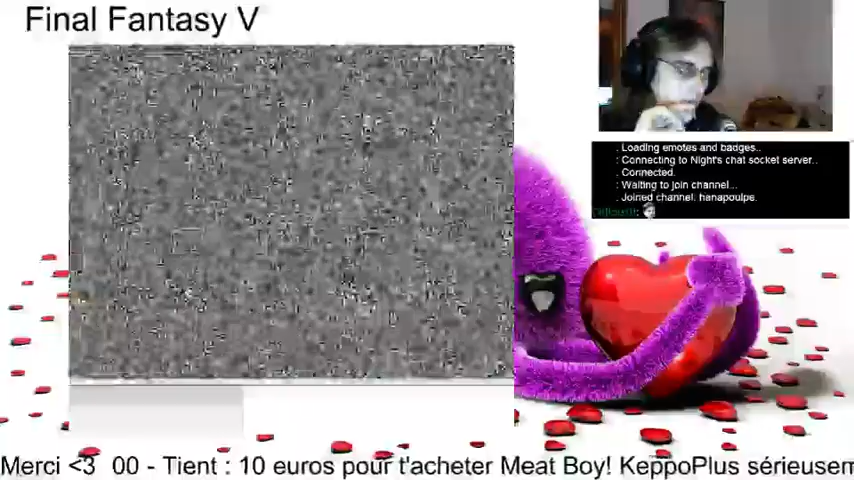 Final Fantasy V
. Loading emotes and badges..
: Connecting to Night's chat socket server..
. Connected.
: Waiting to join channel...
. Joined channel: hanapoulpe.
Merci <3 00 - Tient : 10 euros pour t'acheter Meat Boy! KeppoPlus sérieusem